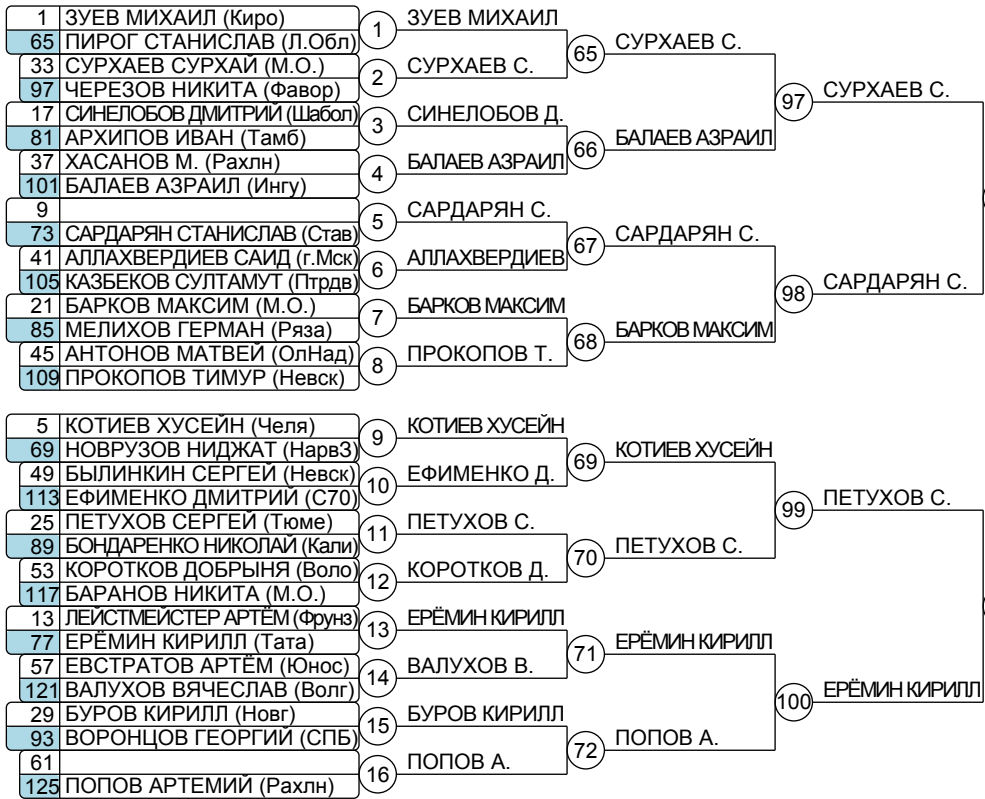 1 ЗУЕВ МИХАИЛ (Киро)
65 ПИРОГ СТАНИСЛАВ (Л.Обл)
1
ЗУЕВ МИХАИЛ
33 СУРХАЕВ СУРХАЙ (М.О.)
97 ЧЕРЕЗОВ НИКИТА (Фавор)
2
СУРХАЕВ С.
65
СУРХАЕВ С.
17 СИНЕЛОБОВ ДМИТРИЙ (Шабол)
81 АРХИПОВ ИВАН (Тамб)
3
СИНЕЛОБОВ Д.
37 ХАСАНОВ М. (Рахлн)
101 БАЛАЕВ АЗРАИЛ (Ингу)
4
БАЛАЕВ АЗРАИЛ
66
БАЛАЕВ АЗРАИЛ
97
СУРХАЕВ С.
9
73 САРДАРЯН СТАНИСЛАВ (Став)
5
САРДАРЯН С.
41 АЛЛАХВЕРДИЕВ САИД (г.Мск)
105 КАЗБЕКОВ СУЛТАМУТ (Птрдв)
6
АЛЛАХВЕРДИЕВ
67
САРДАРЯН С.
21 БАРКОВ МАКСИМ (М.О.)
85 МЕЛИХОВ ГЕРМАН (Ряза)
7
БАРКОВ МАКСИМ
45 АНТОНОВ МАТВЕЙ (ОлНад)
109 ПРОКОПОВ ТИМУР (Невск)
8
ПРОКОПОВ Т.
68
БАРКОВ МАКСИМ
98
САРДАРЯН С.
5 КОТИЕВ ХУСЕЙН (Челя)
69 НОВРУЗОВ НИДЖАТ (НарвЗ)
9
КОТИЕВ ХУСЕЙН
49 БЫЛИНКИН СЕРГЕЙ (Невск)
113 ЕФИМЕНКО ДМИТРИЙ (С70)
10
ЕФИМЕНКО Д.
69
КОТИЕВ ХУСЕЙН
25 ПЕТУХОВ СЕРГЕЙ (Тюме)
89 БОНДАРЕНКО НИКОЛАЙ (Кали)
11
ПЕТУХОВ С.
53 КОРОТКОВ ДОБРЫНЯ (Воло)
117 БАРАНОВ НИКИТА (М.О.)
12
КОРОТКОВ Д.
70
ПЕТУХОВ С.
99
ПЕТУХОВ С.
13 ЛЕЙСТМЕЙСТЕР АРТЁМ (Фрунз)
77 ЕРЁМИН КИРИЛЛ (Тата)
13
ЕРЁМИН КИРИЛЛ
57 ЕВСТРАТОВ АРТЁМ (Юнос)
121 ВАЛУХОВ ВЯЧЕСЛАВ (Волг)
14
ВАЛУХОВ В.
71
ЕРЁМИН КИРИЛЛ
29 БУРОВ КИРИЛЛ (Новг)
93 ВОРОНЦОВ ГЕОРГИЙ (СПБ)
15
БУРОВ КИРИЛЛ
61
125 ПОПОВ АРТЕМИЙ (Рахлн)
16
ПОПОВ А.
72
ПОПОВ А.
100
ЕРЁМИН КИРИЛЛ